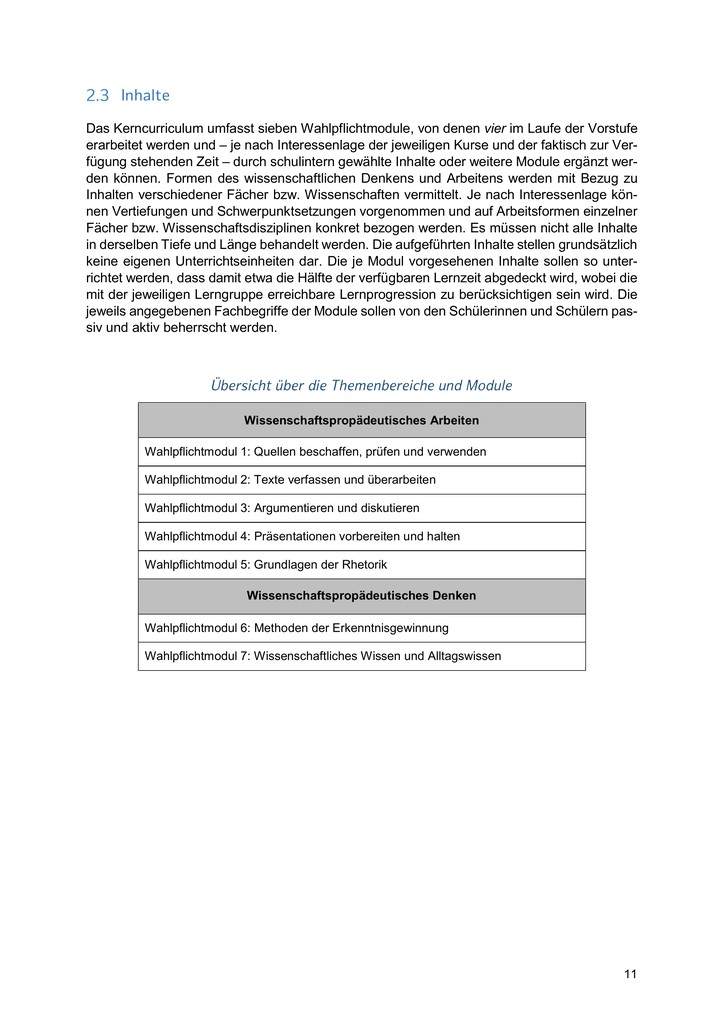 2.3 Inhalte
Das Kerncurriculum umfasst sieben Wahlpflichtmodule, von denen vier im Laufe der Vorstufe
erarbeitet werden und – je nach Interessenlage der jeweiligen Kurse und der faktisch zur Ver-
fügung stehenden Zeit – durch schulintern gewählte Inhalte oder weitere Module ergänzt wer-
den können. Formen des wissenschaftlichen Denkens und Arbeitens werden mit Bezug zu
Inhalten verschiedener Fächer bzw. Wissenschaften vermittelt. Je nach Interessenlage kön-
nen Vertiefungen und Schwerpunktsetzungen vorgenommen und auf Arbeitsformen einzelner
Fächer bzw. Wissenschaftsdisziplinen konkret bezogen werden. Es müssen nicht alle Inhalte
in derselben Tiefe und Länge behandelt werden. Die aufgeführten Inhalte stellen grundsätzlich
keine eigenen Unterrichtseinheiten dar. Die je Modul vorgesehenen Inhalte sollen so unter-
richtet werden, dass damit etwa die Hälfte der verfügbaren Lernzeit abgedeckt wird, wobei die
mit der jeweiligen Lerngruppe erreichbare Lernprogression zu berücksichtigen sein wird. Die
jeweils angegebenen Fachbegriffe der Module sollen von den Schülerinnen und Schülern pas-
siv und aktiv beherrscht werden.
Übersicht über die Themenbereiche und Module
Wissenschaftspropädeutisches Arbeiten
Wahlpflichtmodul 1: Quellen beschaffen, prüfen und verwenden
Wahlpflichtmodul 2: Texte verfassen und überarbeiten
Wahlpflichtmodul 3: Argumentieren und diskutieren
Wahlpflichtmodul 4: Präsentationen vorbereiten und halten
Wahlpflichtmodul 5: Grundlagen der Rhetorik
Wissenschaftspropädeutisches Denken
Wahlpflichtmodul 6: Methoden der Erkenntnisgewinnung
Wahlpflichtmodul 7: Wissenschaftliches Wissen und Alltagswissen
11